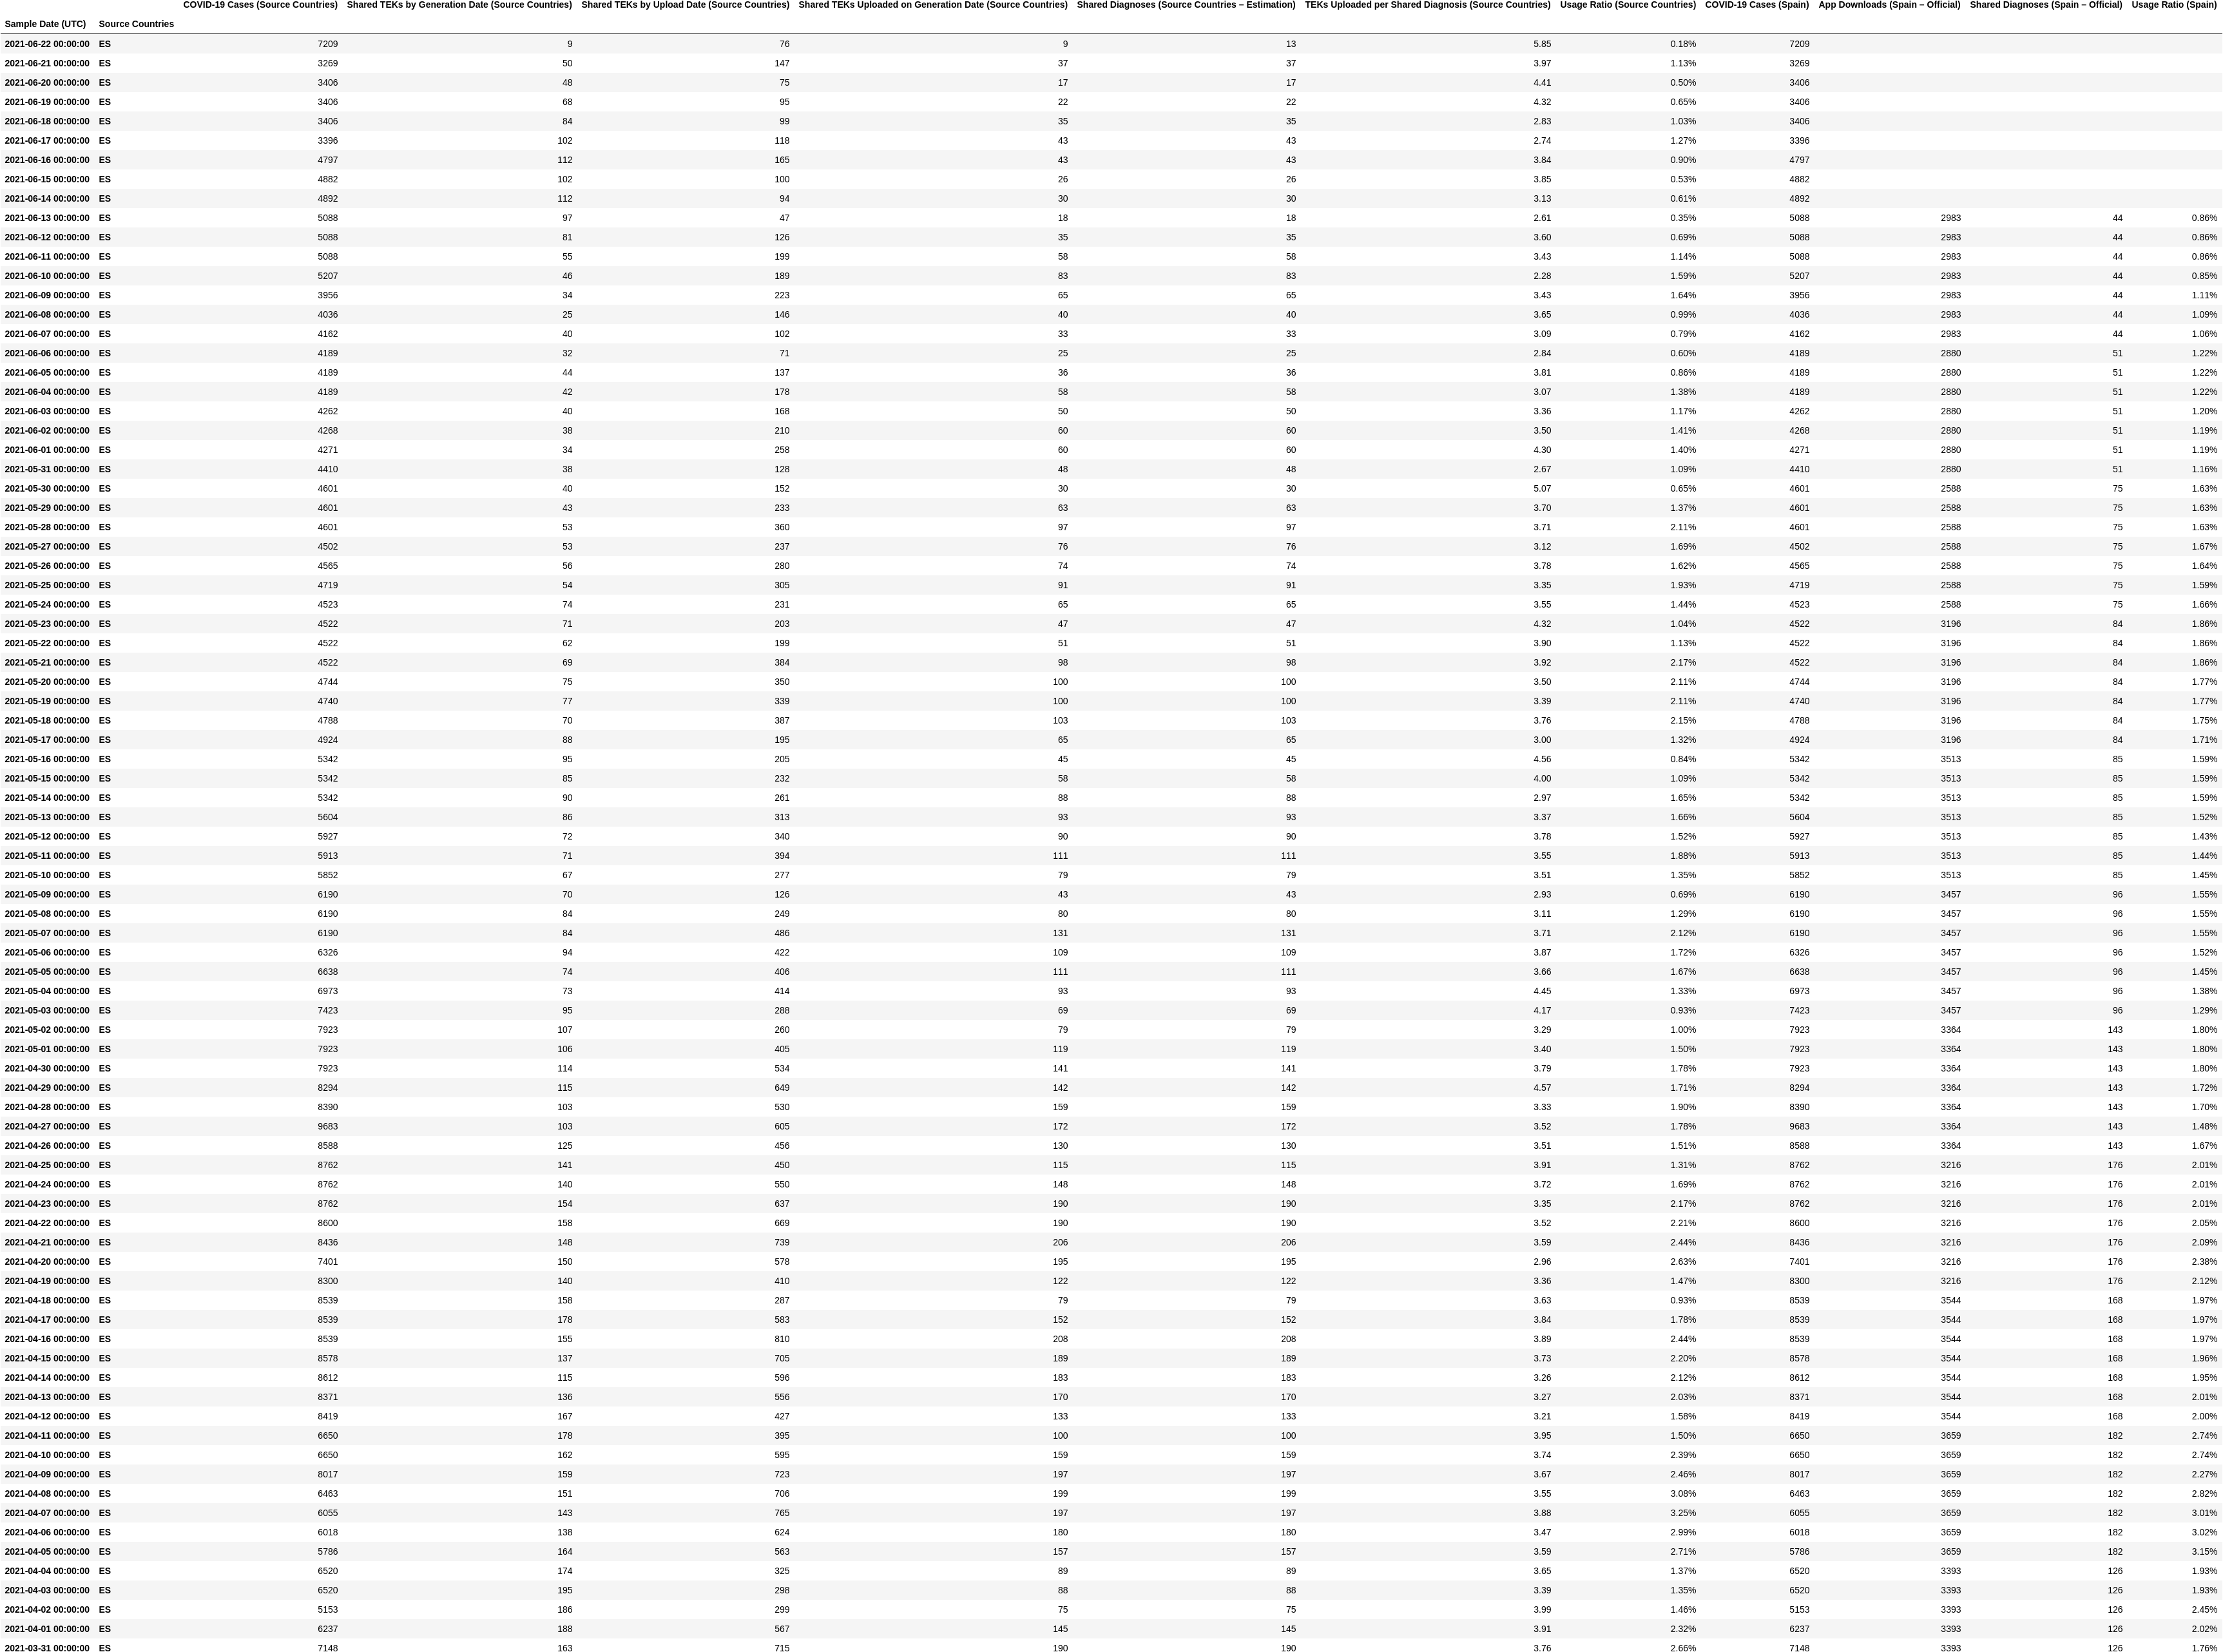 COVID-19 Cases (Source Countries) Shared TEKs by Generation Date (Source Countries) Shared TEKs by Upload Date (Source Countries) Shared TEKs Uploaded on Generation Date (Source Countries) Shared Diagnoses (Source Countries – Estimation) TEKs Uploaded per Shared Diagnosis (Source Countries) Usage Ratio (Source Countries) COVID-19 Cases (Spain) App Downloads (Spain – Official) Shared Diagnoses (Spain – Official) Usage Ratio (Spain)
Sample Date (UTC) Source Countries
2021-06-22 00:00:00 ES 7209 9 76 9 13 5.85 0.18% 7209
2021-06-21 00:00:00 ES 3269 50 147 37 37 3.97 1.13% 3269
2021-06-20 00:00:00 ES 3406 48 75 17 17 4.41 0.50% 3406
2021-06-19 00:00:00 ES 3406 68 95 22 22 4.32 0.65% 3406
2021-06-18 00:00:00 ES 3406 84 99 35 35 2.83 1.03% 3406
2021-06-17 00:00:00 ES 3396 102 118 43 43 2.74 1.27% 3396
2021-06-16 00:00:00 ES 4797 112 165 43 43 3.84 0.90% 4797
2021-06-15 00:00:00 ES 4882 102 100 26 26 3.85 0.53% 4882
2021-06-14 00:00:00 ES 4892 112 94 30 30 3.13 0.61% 4892
2021-06-13 00:00:00 ES 5088 97 47 18 18 2.61 0.35% 5088 2983 44 0.86%
2021-06-12 00:00:00 ES 5088 81 126 35 35 3.60 0.69% 5088 2983 44 0.86%
2021-06-11 00:00:00 ES 5088 55 199 58 58 3.43 1.14% 5088 2983 44 0.86%
2021-06-10 00:00:00 ES 5207 46 189 83 83 2.28 1.59% 5207 2983 44 0.85%
2021-06-09 00:00:00 ES 3956 34 223 65 65 3.43 1.64% 3956 2983 44 1.11%
2021-06-08 00:00:00 ES 4036 25 146 40 40 3.65 0.99% 4036 2983 44 1.09%
2021-06-07 00:00:00 ES 4162 40 102 33 33 3.09 0.79% 4162 2983 44 1.06%
2021-06-06 00:00:00 ES 4189 32 71 25 25 2.84 0.60% 4189 2880 51 1.22%
2021-06-05 00:00:00 ES 4189 44 137 36 36 3.81 0.86% 4189 2880 51 1.22%
2021-06-04 00:00:00 ES 4189 42 178 58 58 3.07 1.38% 4189 2880 51 1.22%
2021-06-03 00:00:00 ES 4262 40 168 50 50 3.36 1.17% 4262 2880 51 1.20%
2021-06-02 00:00:00 ES 4268 38 210 60 60 3.50 1.41% 4268 2880 51 1.19%
2021-06-01 00:00:00 ES 4271 34 258 60 60 4.30 1.40% 4271 2880 51 1.19%
2021-05-31 00:00:00 ES 4410 38 128 48 48 2.67 1.09% 4410 2880 51 1.16%
2021-05-30 00:00:00 ES 4601 40 152 30 30 5.07 0.65% 4601 2588 75 1.63%
2021-05-29 00:00:00 ES 4601 43 233 63 63 3.70 1.37% 4601 2588 75 1.63%
2021-05-28 00:00:00 ES 4601 53 360 97 97 3.71 2.11% 4601 2588 75 1.63%
2021-05-27 00:00:00 ES 4502 53 237 76 76 3.12 1.69% 4502 2588 75 1.67%
2021-05-26 00:00:00 ES 4565 56 280 74 74 3.78 1.62% 4565 2588 75 1.64%
2021-05-25 00:00:00 ES 4719 54 305 91 91 3.35 1.93% 4719 2588 75 1.59%
2021-05-24 00:00:00 ES 4523 74 231 65 65 3.55 1.44% 4523 2588 75 1.66%
2021-05-23 00:00:00 ES 4522 71 203 47 47 4.32 1.04% 4522 3196 84 1.86%
2021-05-22 00:00:00 ES 4522 62 199 51 51 3.90 1.13% 4522 3196 84 1.86%
2021-05-21 00:00:00 ES 4522 69 384 98 98 3.92 2.17% 4522 3196 84 1.86%
2021-05-20 00:00:00 ES 4744 75 350 100 100 3.50 2.11% 4744 3196 84 1.77%
2021-05-19 00:00:00 ES 4740 77 339 100 100 3.39 2.11% 4740 3196 84 1.77%
2021-05-18 00:00:00 ES 4788 70 387 103 103 3.76 2.15% 4788 3196 84 1.75%
2021-05-17 00:00:00 ES 4924 88 195 65 65 3.00 1.32% 4924 3196 84 1.71%
2021-05-16 00:00:00 ES 5342 95 205 45 45 4.56 0.84% 5342 3513 85 1.59%
2021-05-15 00:00:00 ES 5342 85 232 58 58 4.00 1.09% 5342 3513 85 1.59%
2021-05-14 00:00:00 ES 5342 90 261 88 88 2.97 1.65% 5342 3513 85 1.59%
2021-05-13 00:00:00 ES 5604 86 313 93 93 3.37 1.66% 5604 3513 85 1.52%
2021-05-12 00:00:00 ES 5927 72 340 90 90 3.78 1.52% 5927 3513 85 1.43%
2021-05-11 00:00:00 ES 5913 71 394 111 111 3.55 1.88% 5913 3513 85 1.44%
2021-05-10 00:00:00 ES 5852 67 277 79 79 3.51 1.35% 5852 3513 85 1.45%
2021-05-09 00:00:00 ES 6190 70 126 43 43 2.93 0.69% 6190 3457 96 1.55%
2021-05-08 00:00:00 ES 6190 84 249 80 80 3.11 1.29% 6190 3457 96 1.55%
2021-05-07 00:00:00 ES 6190 84 486 131 131 3.71 2.12% 6190 3457 96 1.55%
2021-05-06 00:00:00 ES 6326 94 422 109 109 3.87 1.72% 6326 3457 96 1.52%
2021-05-05 00:00:00 ES 6638 74 406 111 111 3.66 1.67% 6638 3457 96 1.45%
2021-05-04 00:00:00 ES 6973 73 414 93 93 4.45 1.33% 6973 3457 96 1.38%
2021-05-03 00:00:00 ES 7423 95 288 69 69 4.17 0.93% 7423 3457 96 1.29%
2021-05-02 00:00:00 ES 7923 107 260 79 79 3.29 1.00% 7923 3364 143 1.80%
2021-05-01 00:00:00 ES 7923 106 405 119 119 3.40 1.50% 7923 3364 143 1.80%
2021-04-30 00:00:00 ES 7923 114 534 141 141 3.79 1.78% 7923 3364 143 1.80%
2021-04-29 00:00:00 ES 8294 115 649 142 142 4.57 1.71% 8294 3364 143 1.72%
2021-04-28 00:00:00 ES 8390 103 530 159 159 3.33 1.90% 8390 3364 143 1.70%
2021-04-27 00:00:00 ES 9683 103 605 172 172 3.52 1.78% 9683 3364 143 1.48%
2021-04-26 00:00:00 ES 8588 125 456 130 130 3.51 1.51% 8588 3364 143 1.67%
2021-04-25 00:00:00 ES 8762 141 450 115 115 3.91 1.31% 8762 3216 176 2.01%
2021-04-24 00:00:00 ES 8762 140 550 148 148 3.72 1.69% 8762 3216 176 2.01%
2021-04-23 00:00:00 ES 8762 154 637 190 190 3.35 2.17% 8762 3216 176 2.01%
2021-04-22 00:00:00 ES 8600 158 669 190 190 3.52 2.21% 8600 3216 176 2.05%
2021-04-21 00:00:00 ES 8436 148 739 206 206 3.59 2.44% 8436 3216 176 2.09%
2021-04-20 00:00:00 ES 7401 150 578 195 195 2.96 2.63% 7401 3216 176 2.38%
2021-04-19 00:00:00 ES 8300 140 410 122 122 3.36 1.47% 8300 3216 176 2.12%
2021-04-18 00:00:00 ES 8539 158 287 79 79 3.63 0.93% 8539 3544 168 1.97%
2021-04-17 00:00:00 ES 8539 178 583 152 152 3.84 1.78% 8539 3544 168 1.97%
2021-04-16 00:00:00 ES 8539 155 810 208 208 3.89 2.44% 8539 3544 168 1.97%
2021-04-15 00:00:00 ES 8578 137 705 189 189 3.73 2.20% 8578 3544 168 1.96%
2021-04-14 00:00:00 ES 8612 115 596 183 183 3.26 2.12% 8612 3544 168 1.95%
2021-04-13 00:00:00 ES 8371 136 556 170 170 3.27 2.03% 8371 3544 168 2.01%
2021-04-12 00:00:00 ES 8419 167 427 133 133 3.21 1.58% 8419 3544 168 2.00%
2021-04-11 00:00:00 ES 6650 178 395 100 100 3.95 1.50% 6650 3659 182 2.74%
2021-04-10 00:00:00 ES 6650 162 595 159 159 3.74 2.39% 6650 3659 182 2.74%
2021-04-09 00:00:00 ES 8017 159 723 197 197 3.67 2.46% 8017 3659 182 2.27%
2021-04-08 00:00:00 ES 6463 151 706 199 199 3.55 3.08% 6463 3659 182 2.82%
2021-04-07 00:00:00 ES 6055 143 765 197 197 3.88 3.25% 6055 3659 182 3.01%
2021-04-06 00:00:00 ES 6018 138 624 180 180 3.47 2.99% 6018 3659 182 3.02%
2021-04-05 00:00:00 ES 5786 164 563 157 157 3.59 2.71% 5786 3659 182 3.15%
2021-04-04 00:00:00 ES 6520 174 325 89 89 3.65 1.37% 6520 3393 126 1.93%
2021-04-03 00:00:00 ES 6520 195 298 88 88 3.39 1.35% 6520 3393 126 1.93%
2021-04-02 00:00:00 ES 5153 186 299 75 75 3.99 1.46% 5153 3393 126 2.45%
2021-04-01 00:00:00 ES 6237 188 567 145 145 3.91 2.32% 6237 3393 126 2.02%
2021-03-31 00:00:00 ES 7148 163 715 190 190 3.76 2.66% 7148 3393 126 1.76%